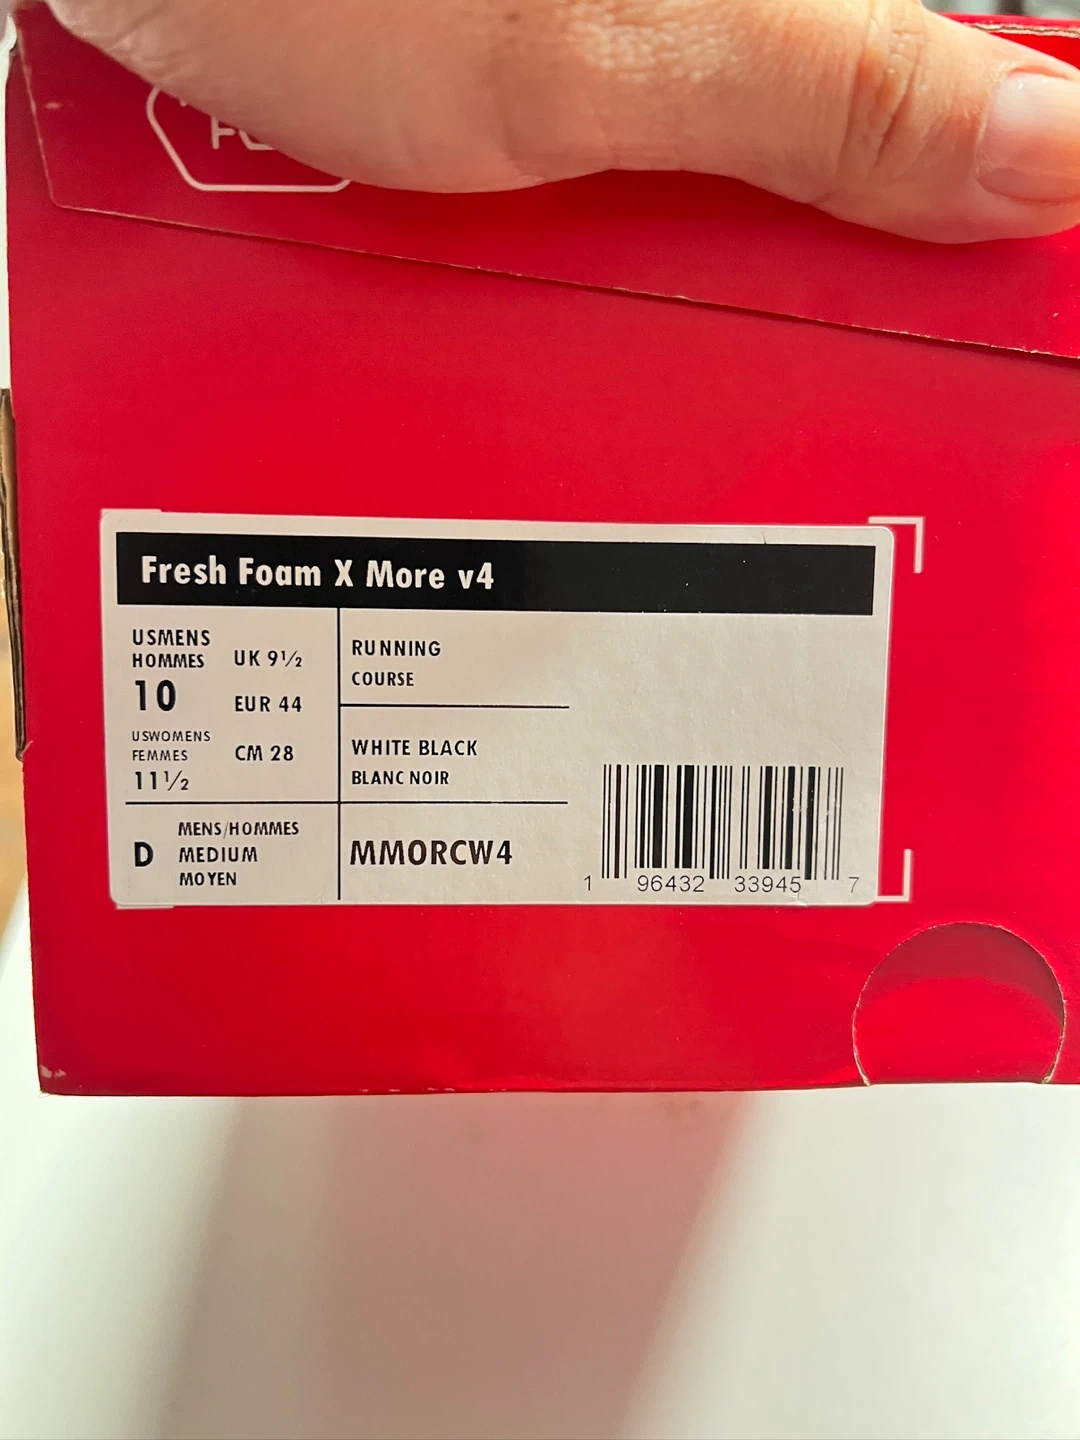 Fresh Foam X More v4
USMENS
HOMMES
10
USWOMENS
FEMMES
11½
UK 9½
EUR 44
CM 28
RUNNING
COURSE
WHITE BLACK
BLANC NOIR
D
MENS/HOMMES
MEDIUM
MOYEN
MMORCW4
1 96432 33945 7